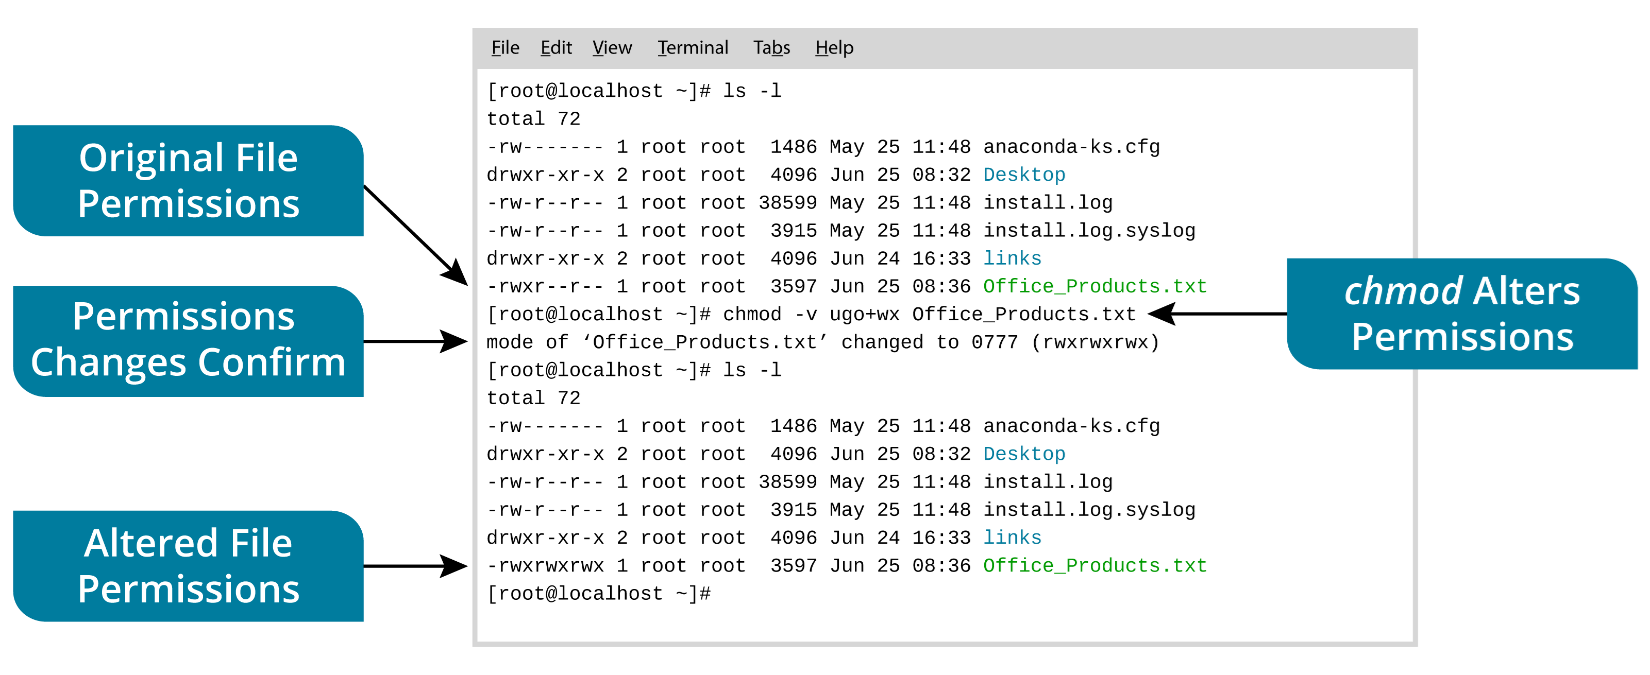 File Edit View Terminal Tabs Help
[root@localhost ~]# ls -l
total 72
-rw------- 1 root root  1486 May 25 11:48 anaconda-ks.cfg
drwxr-xr-x 2 root root  4096 Jun 25 08:32 Desktop
-rw-r--r-- 1 root root 38599 May 25 11:48 install.log
-rw-r--r-- 1 root root  3915 May 25 11:48 install.log.syslog
drwxr-xr-x 2 root root  4096 Jun 24 16:33 links
-rwxr--r-- 1 root root  3597 Jun 25 08:36 Office_Products.txt
[root@localhost ~]# chmod -v ugo+wx Office_Products.txt
mode of ‘Office_Products.txt’ changed to 0777 (rwxrwxrwx)
[root@localhost ~]# ls -l
total 72
-rw------- 1 root root  1486 May 25 11:48 anaconda-ks.cfg
drwxr-xr-x 2 root root  4096 Jun 25 08:32 Desktop
-rw-r--r-- 1 root root 38599 May 25 11:48 install.log
-rw-r--r-- 1 root root  3915 May 25 11:48 install.log.syslog
drwxr-xr-x 2 root root  4096 Jun 24 16:33 links
-rwxrwxrwx 1 root root  3597 Jun 25 08:36 Office_Products.txt
[root@localhost ~]#
Original File
Permissions
Permissions
Changes Confirm
Altered File
Permissions
chmod Alters
Permissions